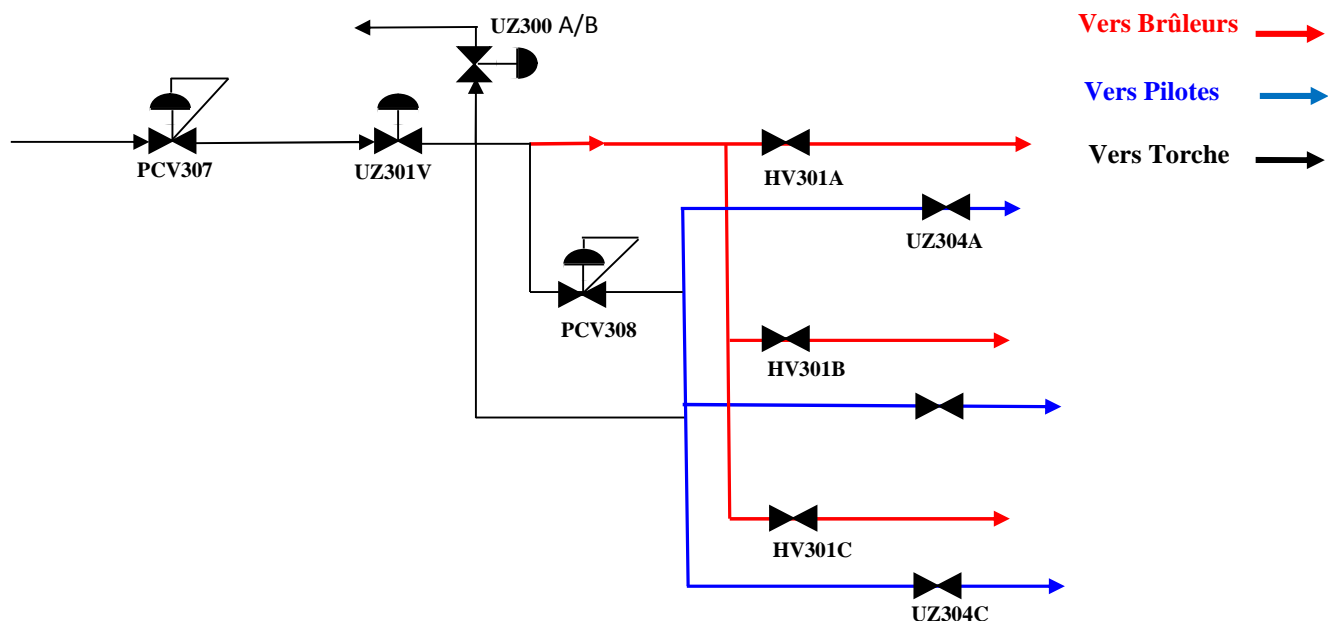 UZ300 A/B
Vers Brûleurs
Vers Pilotes
Vers Torche
PCV307
UZ301V
HV301A
UZ304A
PCV308
HV301B
HV301C
UZ304C